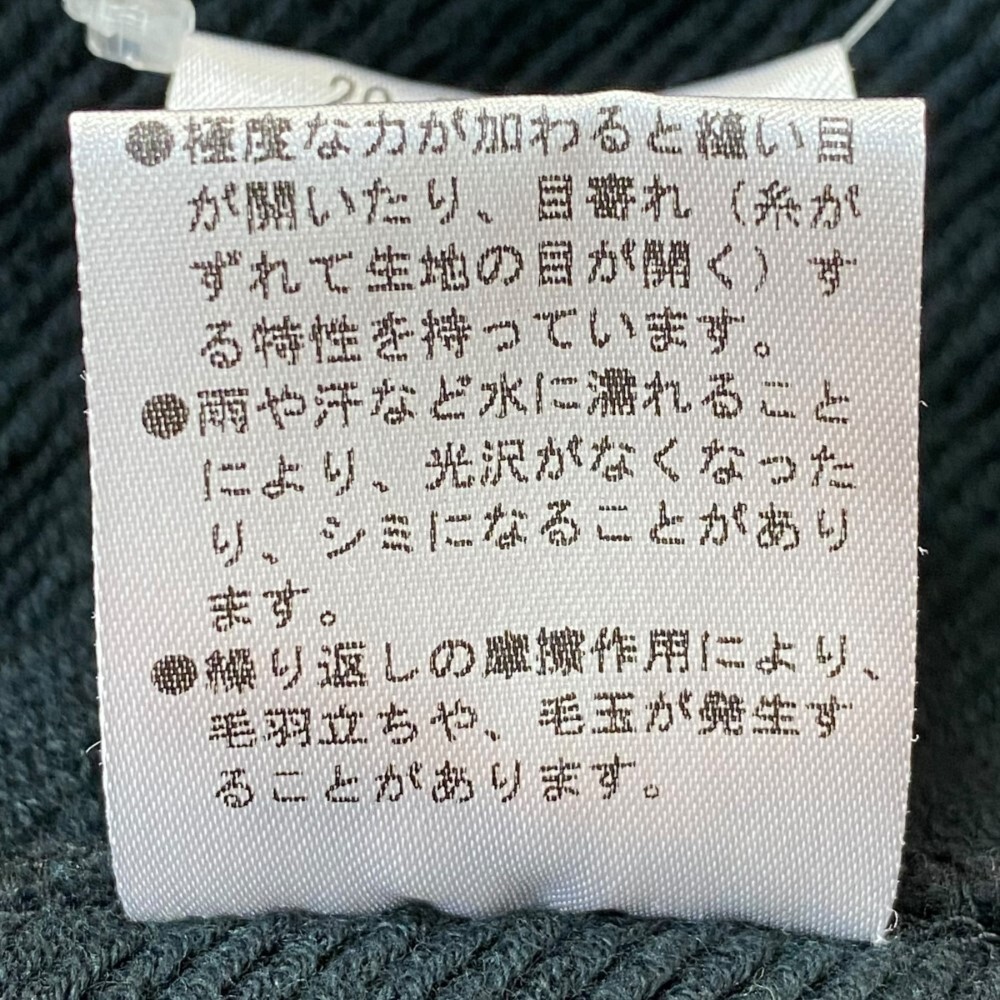 20
●極度な力が加わると縫い目
が開いたり、目寄れ（糸が
ずれて生地の目が開く）す
る特性を持っています。
●雨や汗など水に濡れること
により、光沢がなくなった
り、シミになることがあり
ます。
●繰り返しの摩擦作用により、
毛羽立ちや、毛玉が発生す
ることがあります。